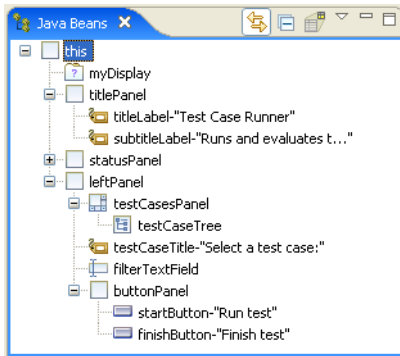 Java Beans
this
myDisplay
titlePanel
titleLabel-"Test Case Runner"
subtitleLabel-"Runs and evaluates t..."
statusPanel
leftPanel
testCasesPanel
testCaseTree
testCaseTitle-"Select a test case:"
filterTextField
buttonPanel
startButton-"Run test"
finishButton-"Finish test"